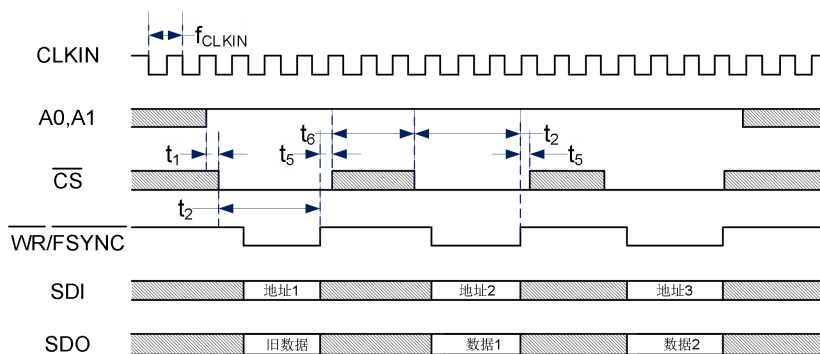 fCLKIN
CLKIN
A0,A1
t6
t2
t1
t5
t5
CS
t2
WR/FSYNC
SDI
地址1
地址2
地址3
SDO
旧数据
数据1
数据2